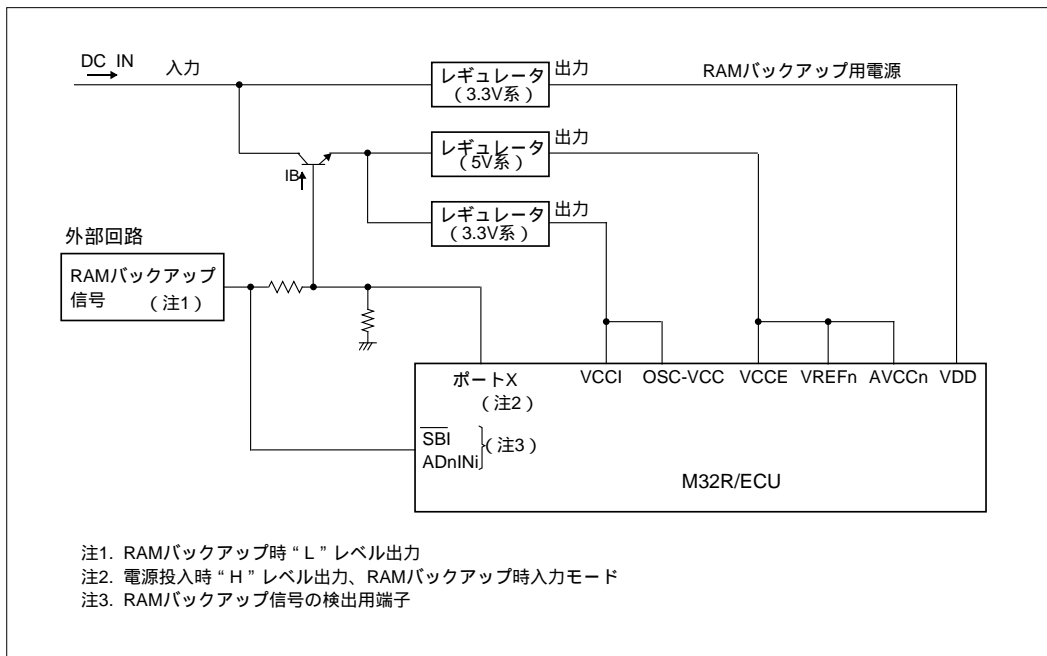 DC IN
入力
レギュレータ
(3.3V系)
出力
RAMバックアップ用電源
レギュレータ
(5V系)
出力
IB
レギュレータ
(3.3V系)
出力
外部回路
RAMバックアップ
信号 (注1)
ポートX
(注2)
VCCI
OSC-VCC
VCCE
VREFn
AVCCn
VDD
SBI
ADnINi
(注3)
M32R/ECU
注1. RAMバックアップ時“L”レベル出力
注2. 電源投入時“H”レベル出力、RAMバックアップ時入力モード
注3. RAMバックアップ信号の検出用端子